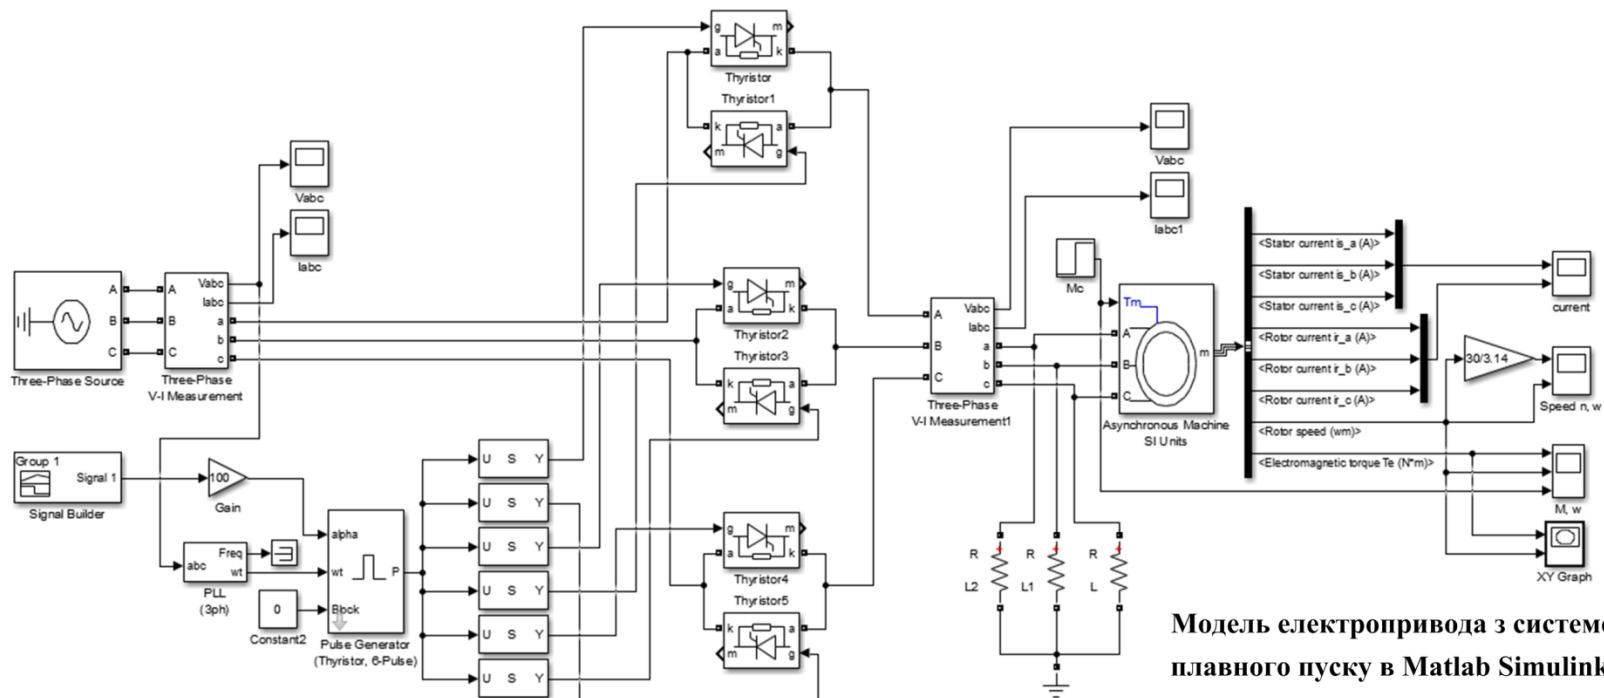 g
m
a
k
Thyristor
Thyristor1
k
a
m
g
Vabc
Iabc
Vabc
Iabc1
Three-Phase Source
A
B
C
A
B
C
Vabc
Iabc
a
b
c
Three-Phase
V-I Measurement
g
m
a
k
Thyristor2
Thyristor3
k
a
m
g
A
B
C
Vabc
Iabc
a
b
c
Three-Phase
V-I Measurement1
Mc
Tm
A
B
C
m
Asynchronous Machine
SI Units
<Stator current is_a (A)>
<Stator current is_b (A)>
<Stator current is_c (A)>
<Rotor current ir_a (A)>
<Rotor current ir_b (A)>
<Rotor current ir_c (A)>
<Rotor speed (wm)>
<Electromagnetic torque Te (N*m)>
current
30/3.14
Speed n, w
M, w
XY Graph
Group 1
Signal 1
Signal Builder
100
Gain
abc
Freq
wt
PLL
(3ph)
0
Constant2
alpha
wt
Block
P
Pulse Generator
(Thyristor, 6-Pulse)
U S Y
U S Y
U S Y
U S Y
U S Y
U S Y
g
m
a
k
Thyristor4
Thyristor5
k
a
m
g
R
L2
R
L1
R
L
Модель електропривода з систем
плавного пуску в Matlab Simulink